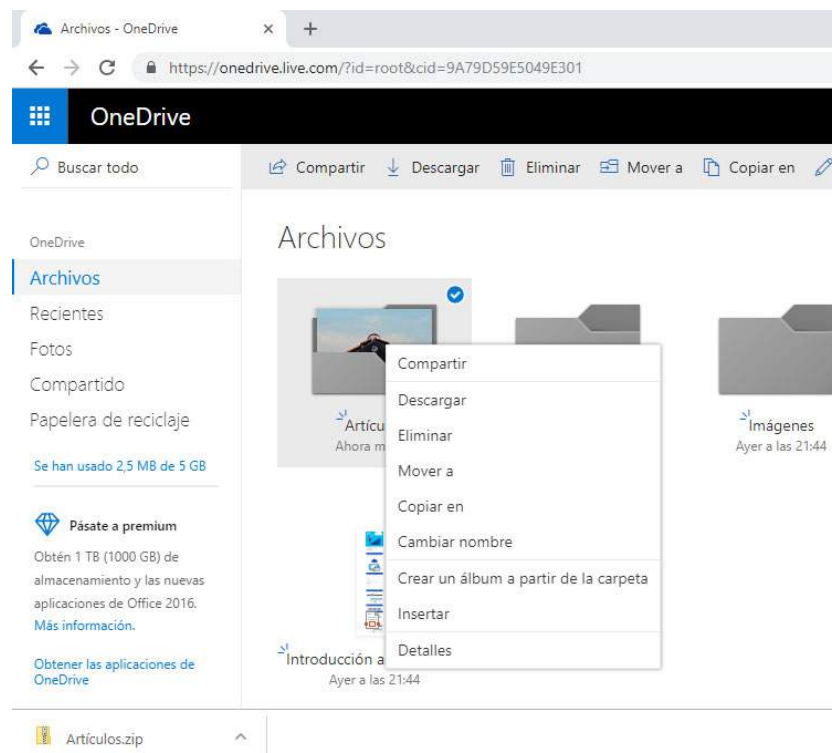 Archivos - OneDrive
https://onedrive.live.com/?id=root&cid=9A79D59E5049E301
OneDrive
Buscar todo
Compartir Descargar Eliminar Mover a Copiar en
OneDrive
Archivos
Recientes
Fotos
Compartido
Papelera de reciclaje
Se han usado 2,5 MB de 5 GB
Pásate a premium
Obtén 1 TB (1000 GB) de
almacenamiento y las nuevas
aplicaciones de Office 2016.
Más información.
Obtener las aplicaciones de
OneDrive
Archivos
Artícu
Ahora m
Imágenes
Ayer a las 21:44
Introducción a
Ayer a las 21:44
Compartir
Descargar
Eliminar
Mover a
Copiar en
Cambiar nombre
Crear un álbum a partir de la carpeta
Insertar
Detalles
Artículos.zip